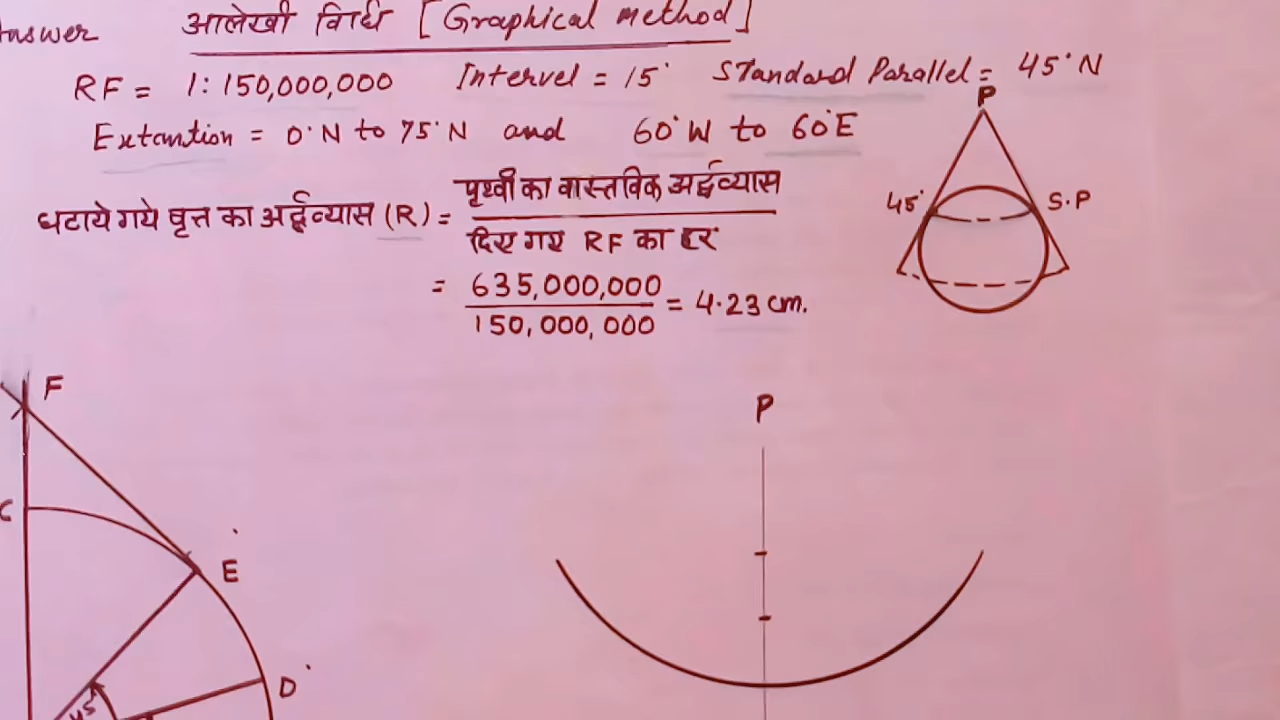 Answer आलेखी विधि [Graphical method]
RF = 1:150,000,000 Intervel = 15° Standard Parallel = 45°N
Extantion = 0°N to 75°N and 60°W to 60°E
घटाये गये वृत्त का अर्द्धव्यास (R) = पृथ्वी का वास्तविक अर्द्धव्यास
दिए गए RF का हर
= 635,000,000
150,000,000 = 4.23 cm.
P
45° S.P
F
C
E
D
45°
P